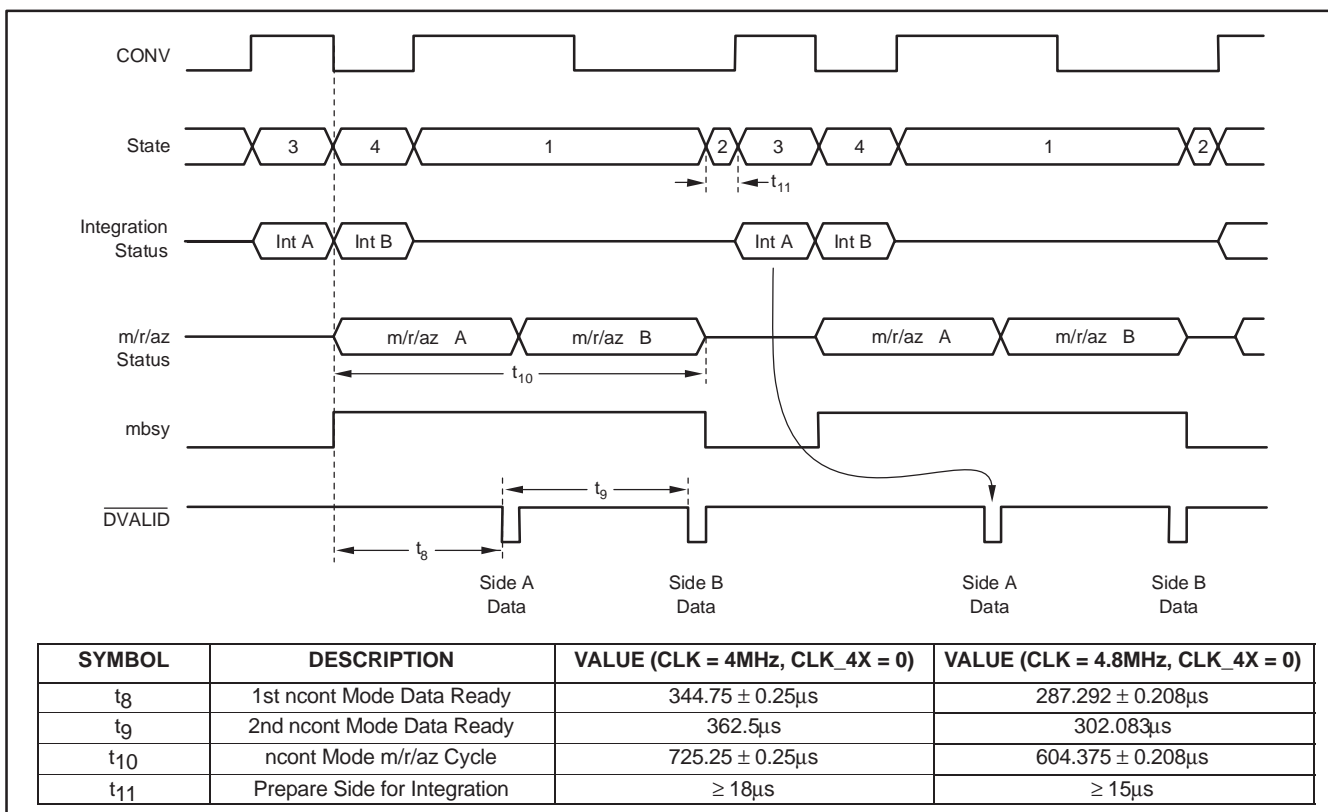 CONV
State
3
4
1
2
3
4
1
2
t11
Integration
Status
Int A
Int B
Int A
Int B
m/r/az
Status
m/r/az A
m/r/az B
m/r/az A
m/r/az B
t10
mbsy
t9
DVALID
t8
Side A
Data
Side B
Data
Side A
Data
Side B
Data
SYMBOL DESCRIPTION VALUE (CLK = 4MHz, CLK_4X = 0) VALUE (CLK = 4.8MHz, CLK_4X = 0)
t8 1st ncont Mode Data Ready 344.75 ± 0.25μs 287.292 ± 0.208μs
t9 2nd ncont Mode Data Ready 362.5μs 302.083μs
t10 ncont Mode m/r/az Cycle 725.25 ± 0.25μs 604.375 ± 0.208μs
t11 Prepare Side for Integration ≥ 18μs ≥ 15μs